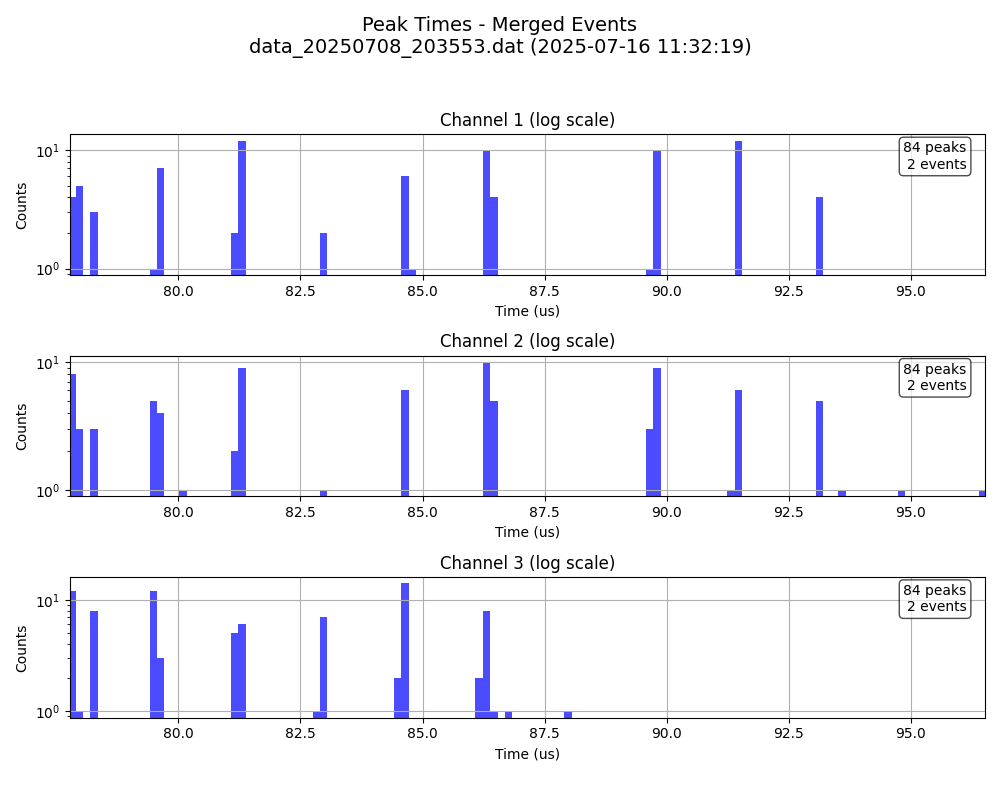 Peak Times - Merged Events
data_20250708_203553.dat (2025-07-16 11:32:19)
Channel 1 (log scale)
84 peaks
2 events
10¹
10⁰
Counts
80.0 82.5 85.0 87.5 90.0 92.5 95.0
Time (us)
Channel 2 (log scale)
84 peaks
2 events
10¹
10⁰
Counts
80.0 82.5 85.0 87.5 90.0 92.5 95.0
Time (us)
Channel 3 (log scale)
84 peaks
2 events
10¹
10⁰
Counts
80.0 82.5 85.0 87.5 90.0 92.5 95.0
Time (us)